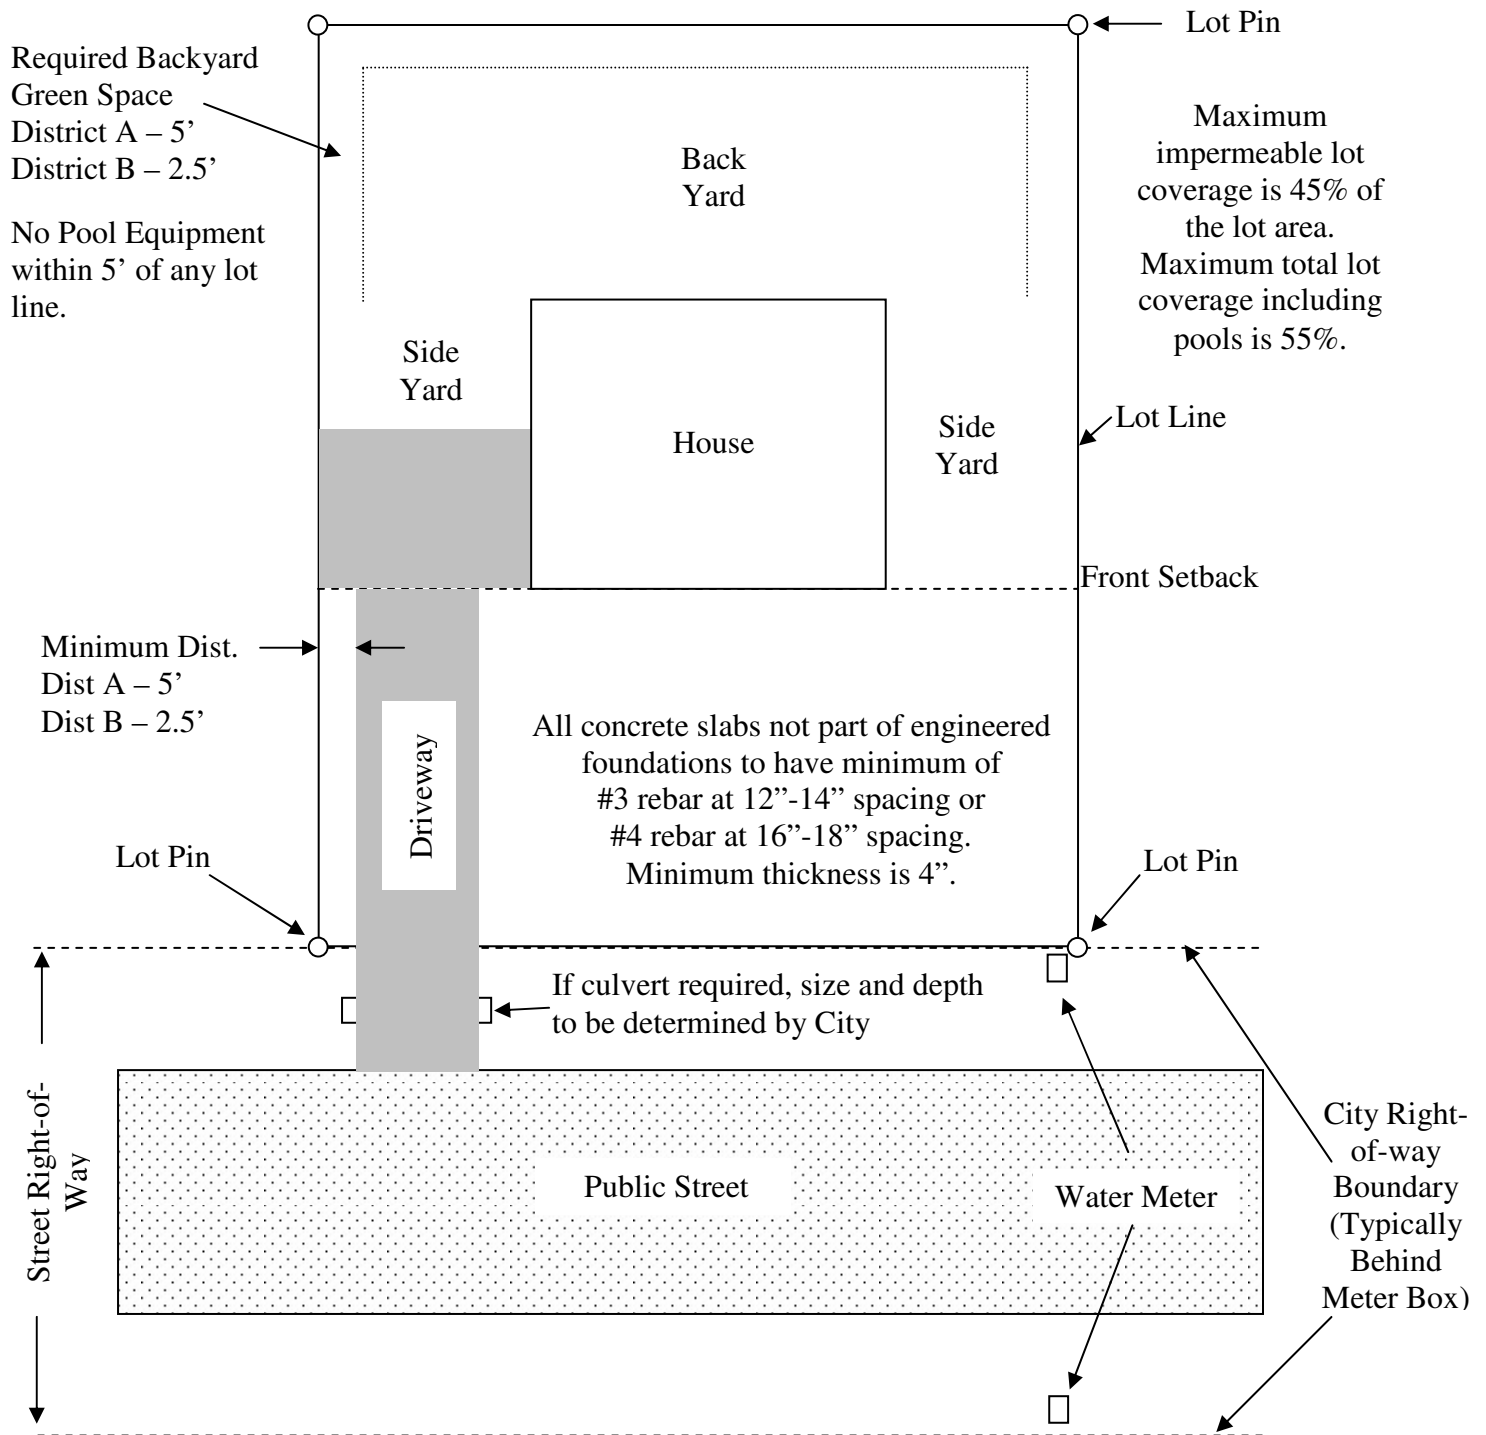 Lot Pin
Required Backyard
Green Space
District A – 5’
District B – 2.5’
No Pool Equipment
within 5’ of any lot
line.
Back
Yard
Maximum
impermeable lot
coverage is 45% of
the lot area.
Maximum total lot
coverage including
pools is 55%.
Side
Yard
House
Side
Yard
Lot Line
Front Setback
Minimum Dist.
Dist A – 5’
Dist B – 2.5’
Driveway
All concrete slabs not part of engineered
foundations to have minimum of
#3 rebar at 12”-14” spacing or
#4 rebar at 16”-18” spacing.
Minimum thickness is 4”.
Lot Pin
Lot Pin
If culvert required, size and depth
to be determined by City
Street Right-of-
Way
Public Street
Water Meter
City Right-
of-way
Boundary
(Typically
Behind
Meter Box)